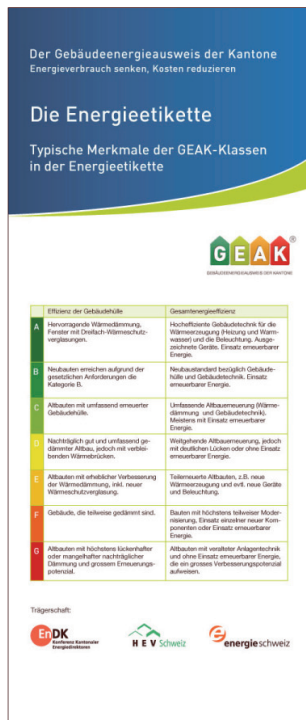 Der Gebäudeenergieausweis der Kantone
Energieverbrauch senken, Kosten reduzieren
Die Energieetikette
Typische Merkmale der GEAK-Klassen
in der Energieetikette
GEAK®
GEBÄUDEENERGIEAUSWEIS DER KANTONE
Effizienz der Gebäudehülle
Gesamtenergieeffizienz
A
Hervorragende Wärmedämmung,
Fenster mit Dreifach-Wärmeschutz-
verglasungen.
Hocheffiziente Gebäudetechnik für die
Wärmeerzeugung (Heizung und Warm-
wasser) und die Beleuchtung. Ausge-
zeichnete Geräte. Einsatz erneuerbarer
Energie.
B
Neubauten erreichen aufgrund der
gesetzlichen Anforderungen die
Kategorie B.
Neubaustandard bezüglich Gebäude-
hülle und Gebäudetechnik. Einsatz
erneuerbarer Energie.
C
Altbauten mit umfassend erneuerter
Gebäudehülle.
Umfassende Altbauerneuerung (Wärme-
dämmung und Gebäudetechnik).
Meistens mit Einsatz erneuerbarer
Energie.
D
Nachträglich gut und umfassend ge-
dämmter Altbau, jedoch mit verblei-
benden Wärmebrücken.
Weitgehende Altbauerneuerung, jedoch
mit deutlichen Lücken oder ohne Einsatz
erneuerbarer Energie.
E
Altbauten mit erheblicher Verbesserung
der Wärmedämmung, inkl. neuer
Wärmeschutzverglasung.
Teilerneuerte Altbauten, z.B. neue
Wärmeerzeugung und evtl. neue Geräte
und Beleuchtung.
F
Gebäude, die teilweise gedämmt sind.
Bauten mit höchstens teilweiser Moder-
nisierung, Einsatz einzelner neuer Kom-
ponenten oder Einsatz erneuerbarer
Energie.
G
Altbauten mit höchstens lückenhafter
oder mangelhafter nachträglicher
Dämmung und grossem Erneuerungs-
potenzial.
Altbauten mit veralteter Anlagentechnik
und ohne Einsatz erneuerbarer Energie,
die ein grosses Verbesserungspotenzial
aufweisen.
Trägerschaft:
EnDK
Konferenz Kantonaler
Energiedirektoren
HEV Schweiz
energieschweiz